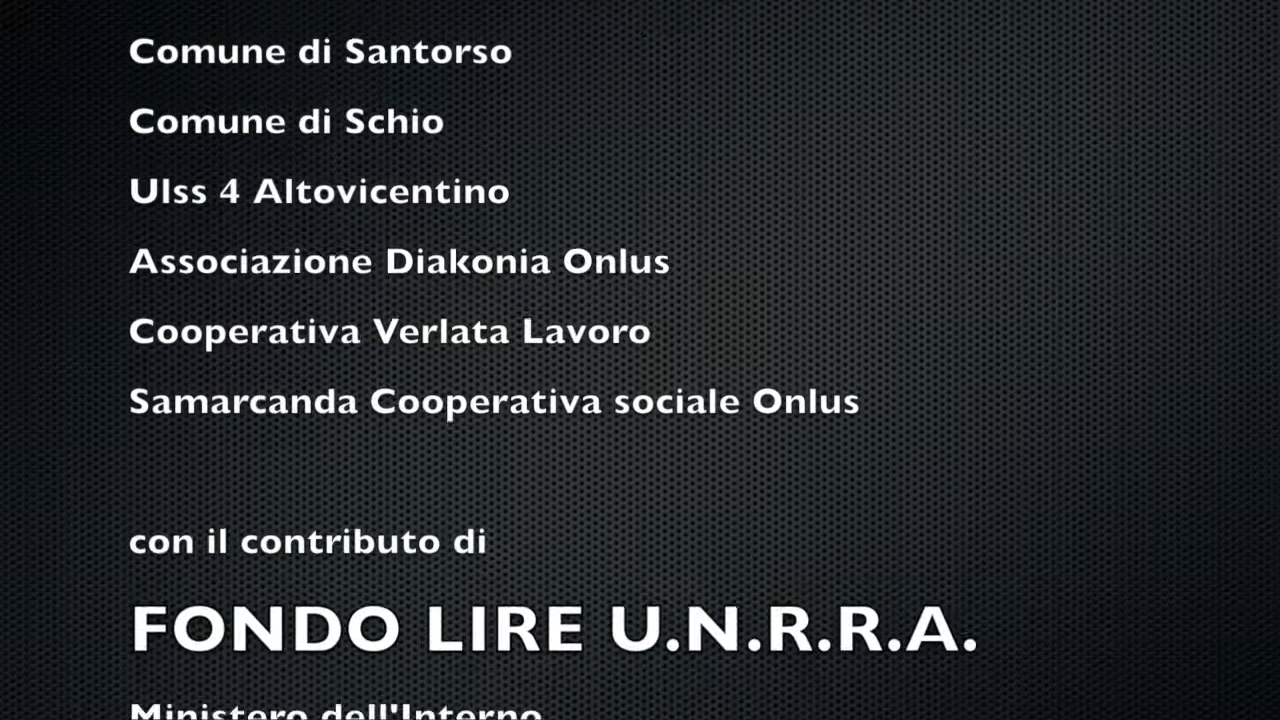 Comune di Santorso
Comune di Schio
Ulss 4 Altovicentino
Associazione Diakonia Onlus
Cooperativa Verlata Lavoro
Samarcanda Cooperativa sociale Onlus
con il contributo di
FONDO LIRE U.N.R.R.A.
Ministero dell'Interno